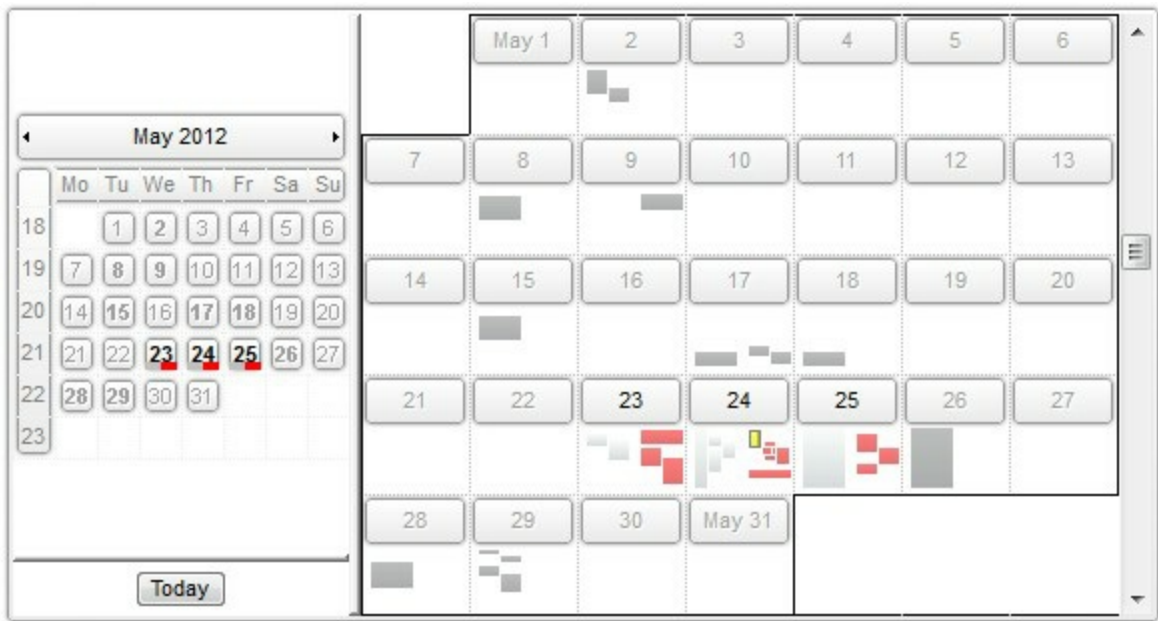 May 2012
Mo Tu We Th Fr Sa Su
18 1 2 3 4 5 6
19 7 8 9 10 11 12 13
20 14 15 16 17 18 19 20
21 21 22 23 24 25 26 27
22 28 29 30 31
23
Today
May 1 2 3 4 5 6
7 8 9 10 11 12 13
14 15 16 17 18 19 20
21 22 23 24 25 26 27
28 29 30 May 31